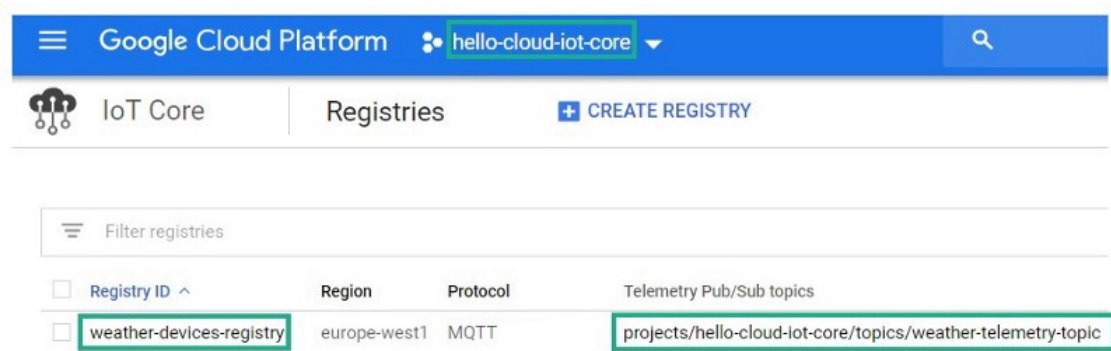 Google Cloud Platform hello-cloud-iot-core
IoT Core Registries CREATE REGISTRY
Filter registries
Registry ID Region Protocol Telemetry Pub/Sub topics
weather-devices-registry europe-west1 MQTT projects/hello-cloud-iot-core/topics/weather-telemetry-topic